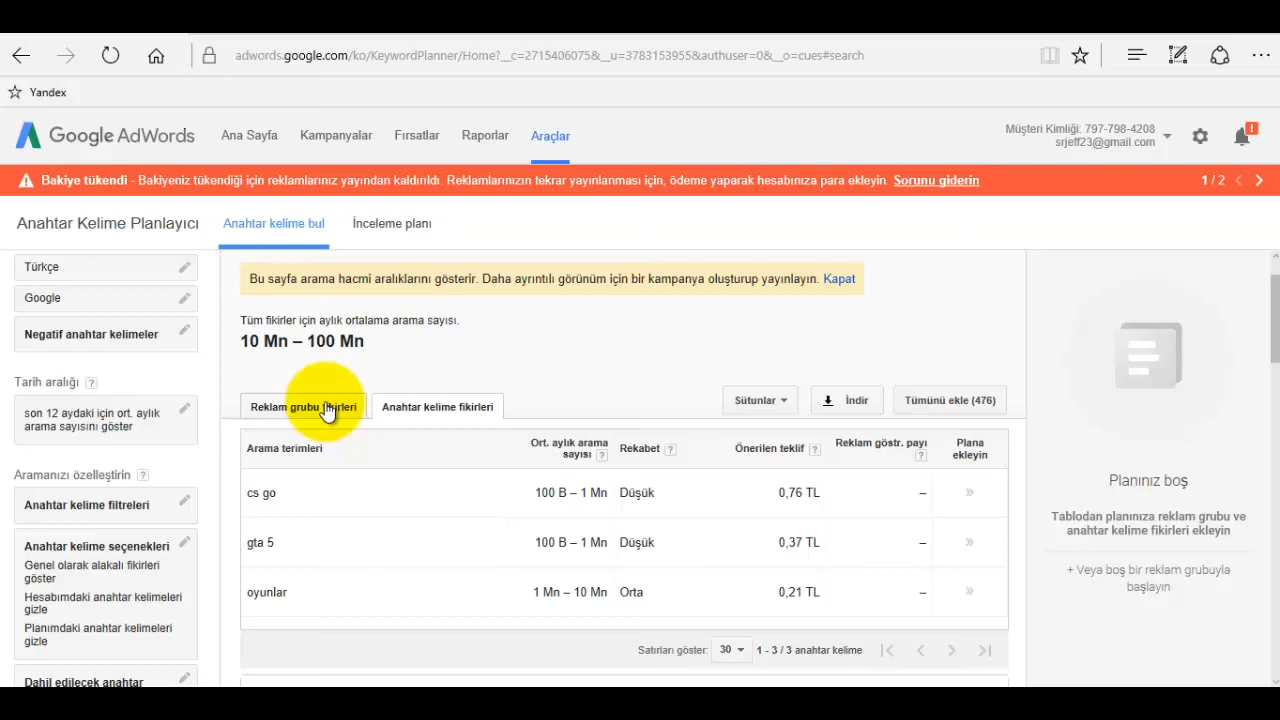 adwords.google.com/ko/KeywordPlanner/Home?__c=2715406075&__u=3783153955&authuser=0&__o=cues#search
Yandex
Google AdWords
Ana Sayfa
Kampanyalar
Fırsatlar
Raporlar
Araçlar
Müşteri Kimliği: 797-798-4208
srjeff23@gmail.com
Bakiye tükendi - Bakiyeniz tükendiği için reklamlarınız yayından kaldırıldı. Reklamlarınızın tekrar yayınlanması için, ödeme yaparak hesabınıza para ekleyin. Sorunu giderin
1 / 2
Anahtar Kelime Planlayıcı
Anahtar kelime bul
İnceleme planı
Türkçe
Google
Negatif anahtar kelimeler
Tarih aralığı ?
son 12 aydaki için ort. aylık
arama sayısını göster
Aramanızı özelleştirin ?
Anahtar kelime filtreleri
Anahtar kelime seçenekleri
Genel olarak alakalı fikirleri
göster
Hesabımdaki anahtar kelimeleri
gizle
Planımdaki anahtar kelimeleri
gizle
Dahil edilecek anahtar
Bu sayfa arama hacmi aralıklarını gösterir. Daha ayrıntılı görünüm için bir kampanya oluşturup yayınlayın. Kapat
Tüm fikirler için aylık ortalama arama sayısı.
10 Mn – 100 Mn
Reklam grubu fikirleri
Anahtar kelime fikirleri
Sütunlar
İndir
Tümünü ekle (476)
Arama terimleri
Ort. aylık arama
sayısı ?
Rekabet ?
Önerilen teklif ?
Reklam göstr. payı
?
Plana
ekleyin
cs go 100 B – 1 Mn Düşük 0,76 TL – »
gta 5 100 B – 1 Mn Düşük 0,37 TL – »
oyunlar 1 Mn – 10 Mn Orta 0,21 TL – »
Satırları göster: 30 1 - 3 / 3 anahtar kelime
Planınız boş
Tablodan planınıza reklam grubu ve
anahtar kelime fikirleri ekleyin
+ Veya boş bir reklam grubuyla
başlayın